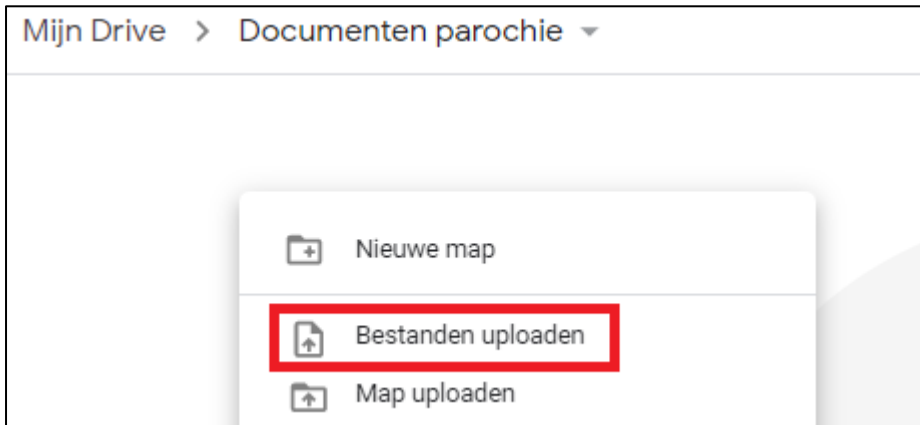 Mijn Drive > Documenten parochie
Nieuwe map
Bestanden uploaden
Map uploaden